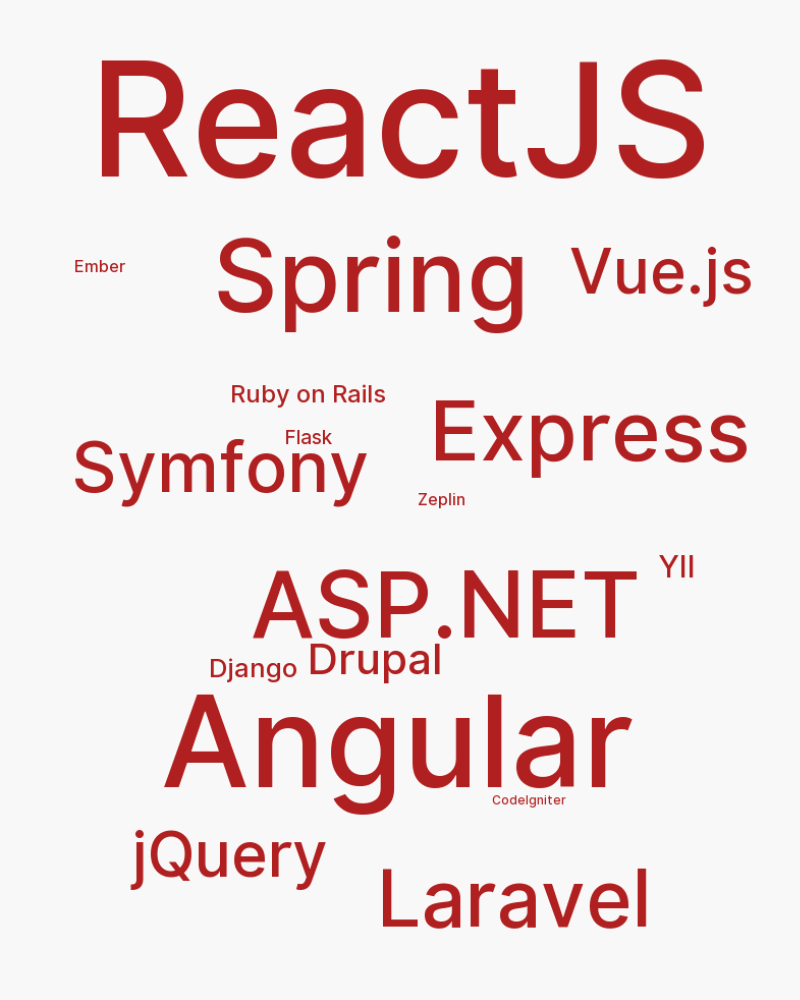 ReactJS
Ember
Spring
Vue.js
Ruby on Rails
Express
Flask
Symfony
Zeplin
YII
ASP.NET
Django
Drupal
Angular
CodeIgniter
jQuery
Laravel